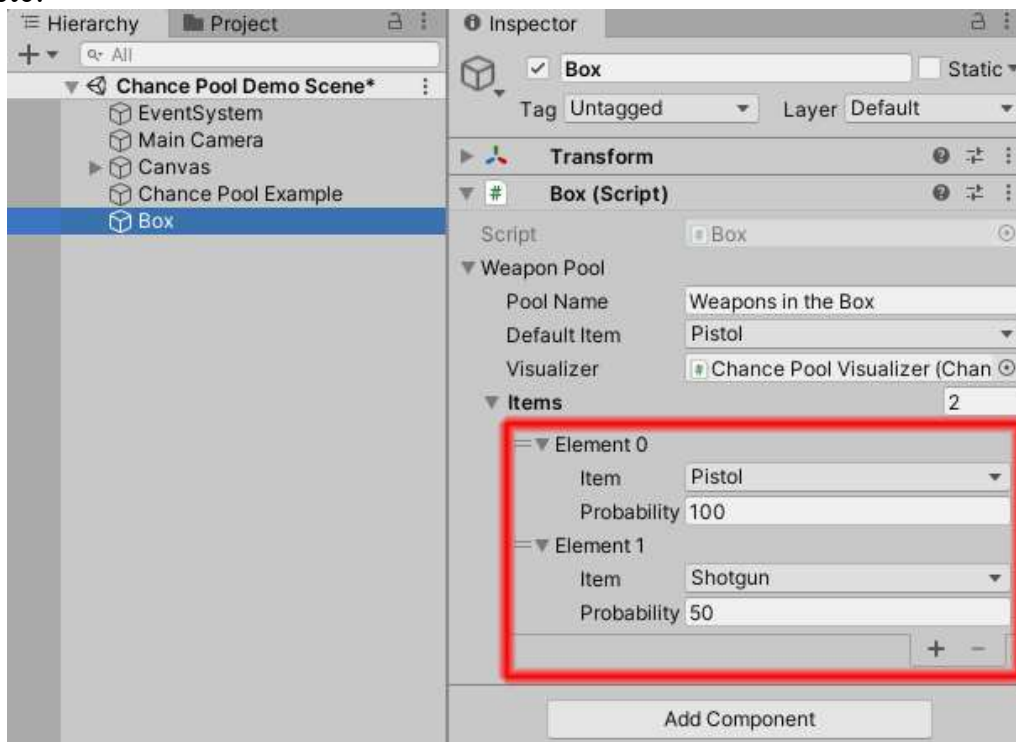 Hierarchy
Project
All
Chance Pool Demo Scene*
EventSystem
Main Camera
Canvas
Chance Pool Example
Box
Inspector
Box
Static
Tag Untagged Layer Default
Transform
# Box (Script)
Script # Box
Weapon Pool
Pool Name Weapons in the Box
Default Item Pistol
Visualizer # Chance Pool Visualizer (Chan
Items 2
Element 0
Item Pistol
Probability 100
Element 1
Item Shotgun
Probability 50
+ −
Add Component